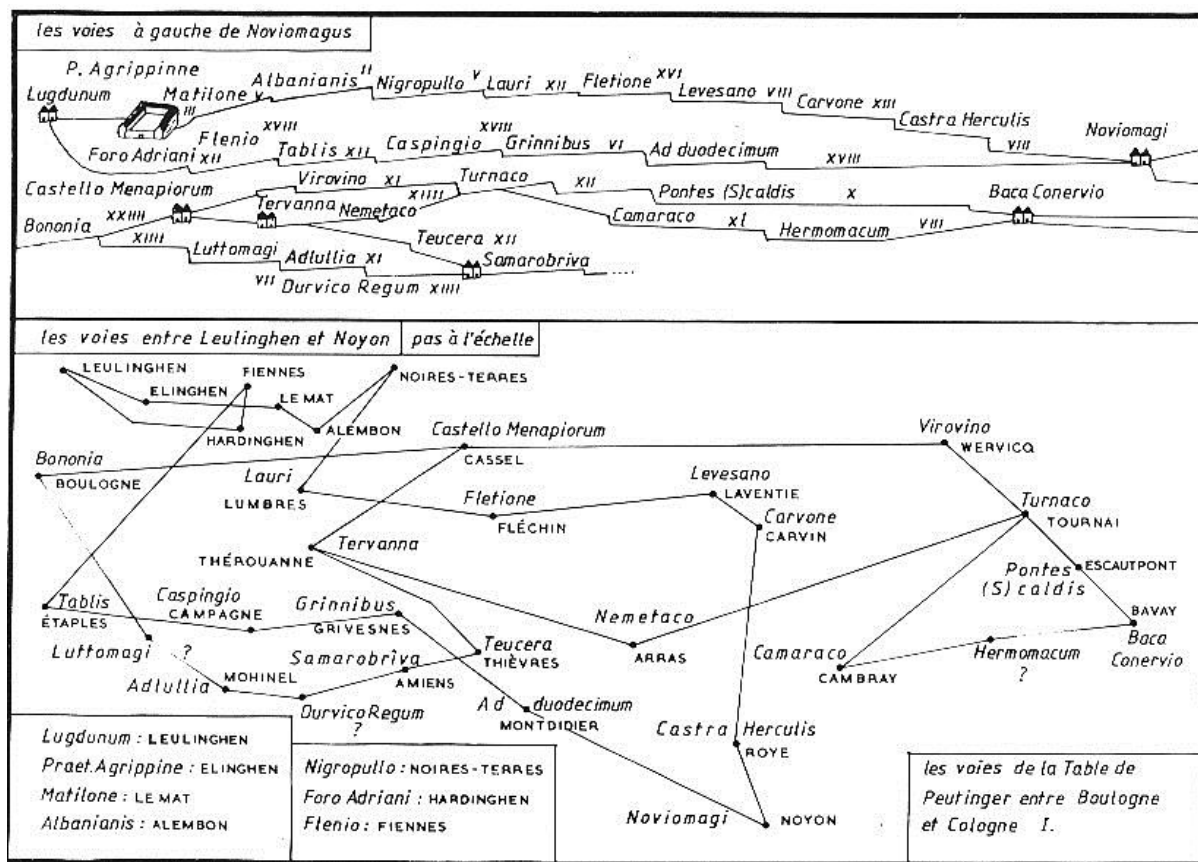 les voies à gauche de Noviomagus
P. Agrippinne
Lugdunum
Matilone V
III
Albanianis II
Nigropullo V
Lauri XII
Fletione XVI
Levesano VIII
Carvone XIII
Castra Herculis
VIII
Noviomagi
Foro Adriani XII
Flenio XVIII
Tablis XII
Caspingio XVIII
Grinnibus VI
Ad duodecimum
XVIII
Castello Menapiorum
Virovino XI
Turnaco
XII
Pontes (S)caldis X
Baca Conervio
Bononia
XXIIII
Tervanna
Nemetaco
XIIII
Camaraco XI
Hermomacum VIII
XIIII
Luttomagi
Adlullia XI
Teucera XII
Samarobriva
VII
Durvico Regum XIIII
les voies entre Leulinghen et Noyon
pas à l'échelle
LEULINGHEN
ELINGHEN
FIENNES
LE MAT
NOIRES-TERRES
HARDINGHEN
ALEMBON
Castello Menapiorum
CASSEL
Virovino
WERVICQ
Bononia
BOULOGNE
Lauri
LUMBRES
Fletione
FLÉCHIN
Levesano
LAVENTIE
Carvone
CARVIN
Turnaco
TOURNAI
Tervanna
THÉROUANNE
ESCAUTPONT
Pontes
(S)caldis
Tablis
ÉTAPLES
Caspingio
CAMPAGNE
Grinnibus
GRIVESNES
Nemetaco
ARRAS
BAVAY
Baca
Conervio
Luttomagi ?
Teucera
THIÈVRES
Samarobriva
AMIENS
Camaraco
CAMBRAY
Hermomacum
?
Adlullia
MOHINEL
Durvico Regum
?
Ad duodecimum
MONTDIDIER
Castra Herculis
ROYE
Noviomagi
NOYON
Lugdunum : LEULINGHEN
Praet. Agrippine : ELINGHEN
Matilone : LE MAT
Albanianis : ALEMBON
Nigropullo : NOIRES-TERRES
Foro Adriani : HARDINGHEN
Flenio : FIENNES
les voies de la Table de
Peutinger entre Boulogne
et Cologne I.